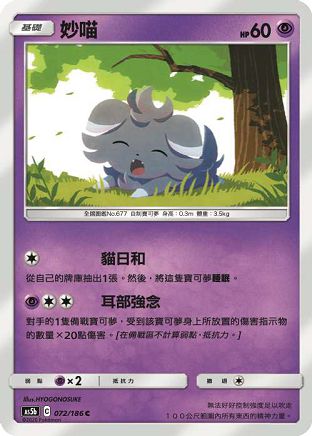 基礎 妙喵 HP60
全國圖鑑No.677 自制寶可夢 身高：0.3m 體重：3.5kg
貓日和
從自己的牌庫抽出1張。然後，將這隻寶可夢睡眠。
耳部強念
對手的1隻備戰寶可夢，受到該寶可夢身上所放置的傷害指示物
的數量×20點傷害。[在備戰區不計算弱點、抵抗力。]
弱點 ×2 抵抗力 撤退
Illus.HYOGONOSUKE
as5b C 072/186 C
©2020 Pokémon
無法好好控制強度足以吹
１００公尺範圍內所有東西的精神力量。